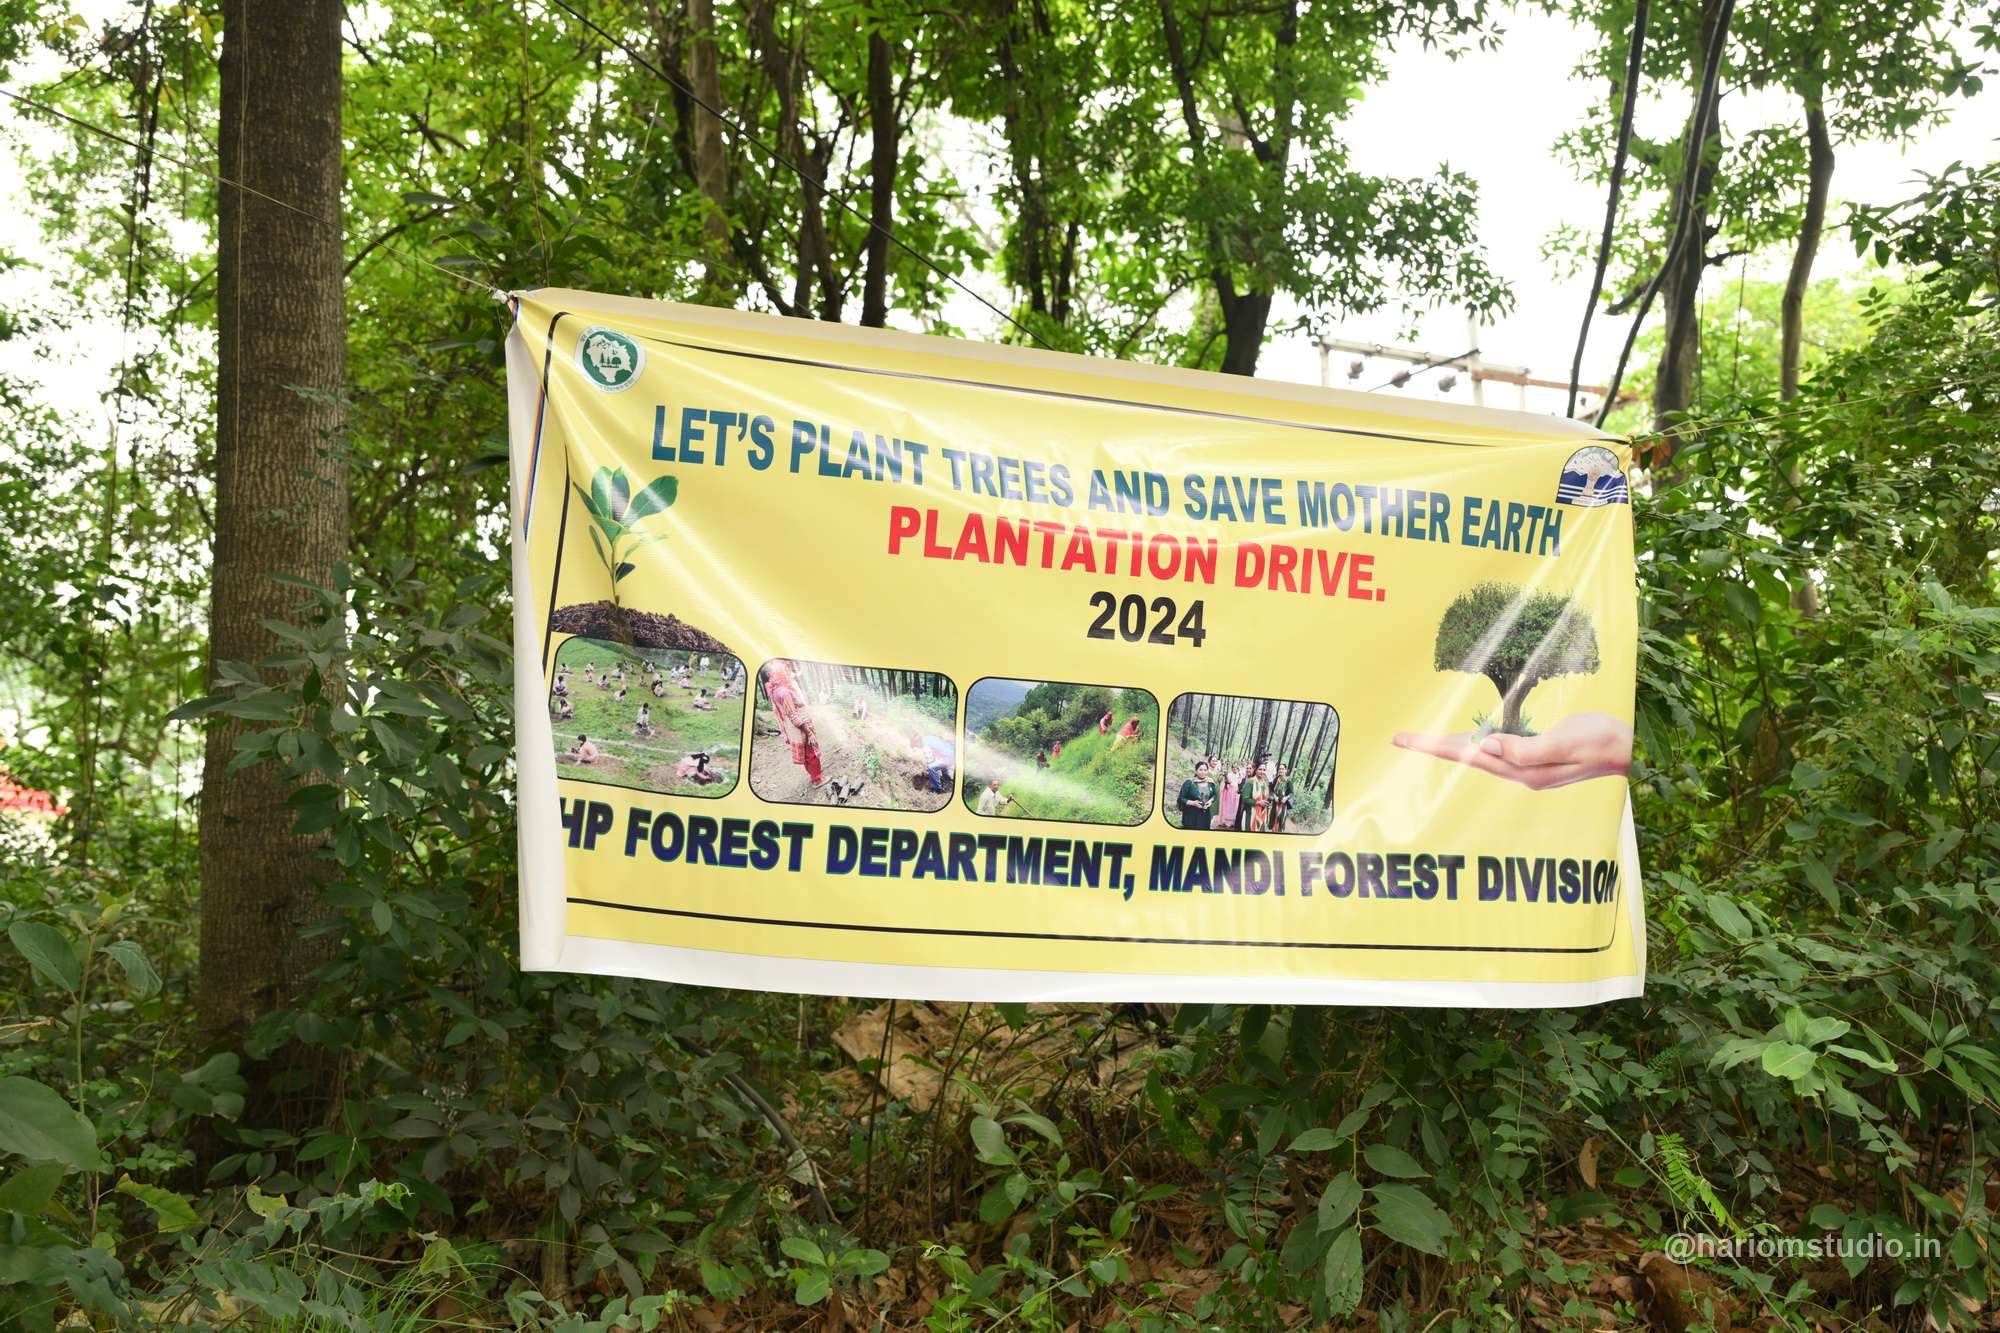 LET'S PLANT TREES AND SAVE MOTHER EARTH
PLANTATION DRIVE.
2024
HP FOREST DEPARTMENT, MANDI FOREST DIVISION
@hariomstudio.in